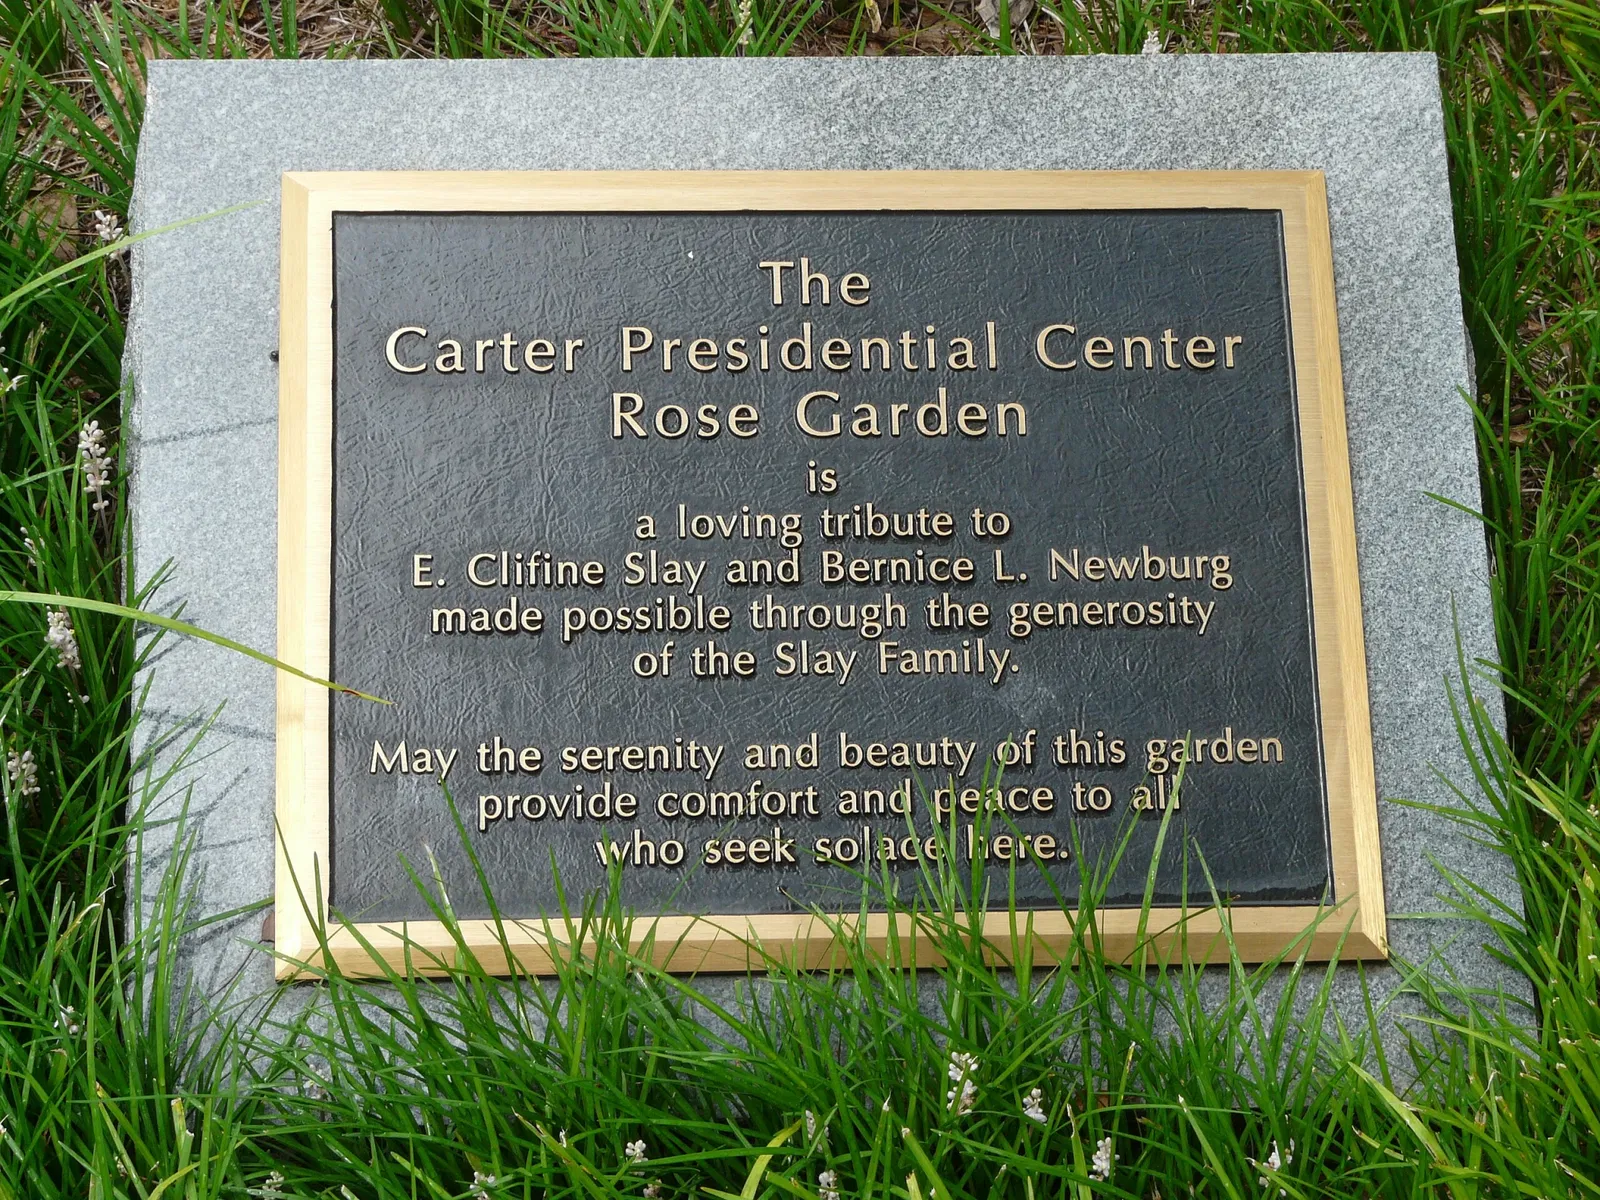 The
Carter Presidential Center
Rose Garden
is
a loving tribute to
E. Clifine Slay and Bernice L. Newburg
made possible through the generosity
of the Slay Family.
May the serenity and beauty of this garden
provide comfort and peace to all
who seek solace here.